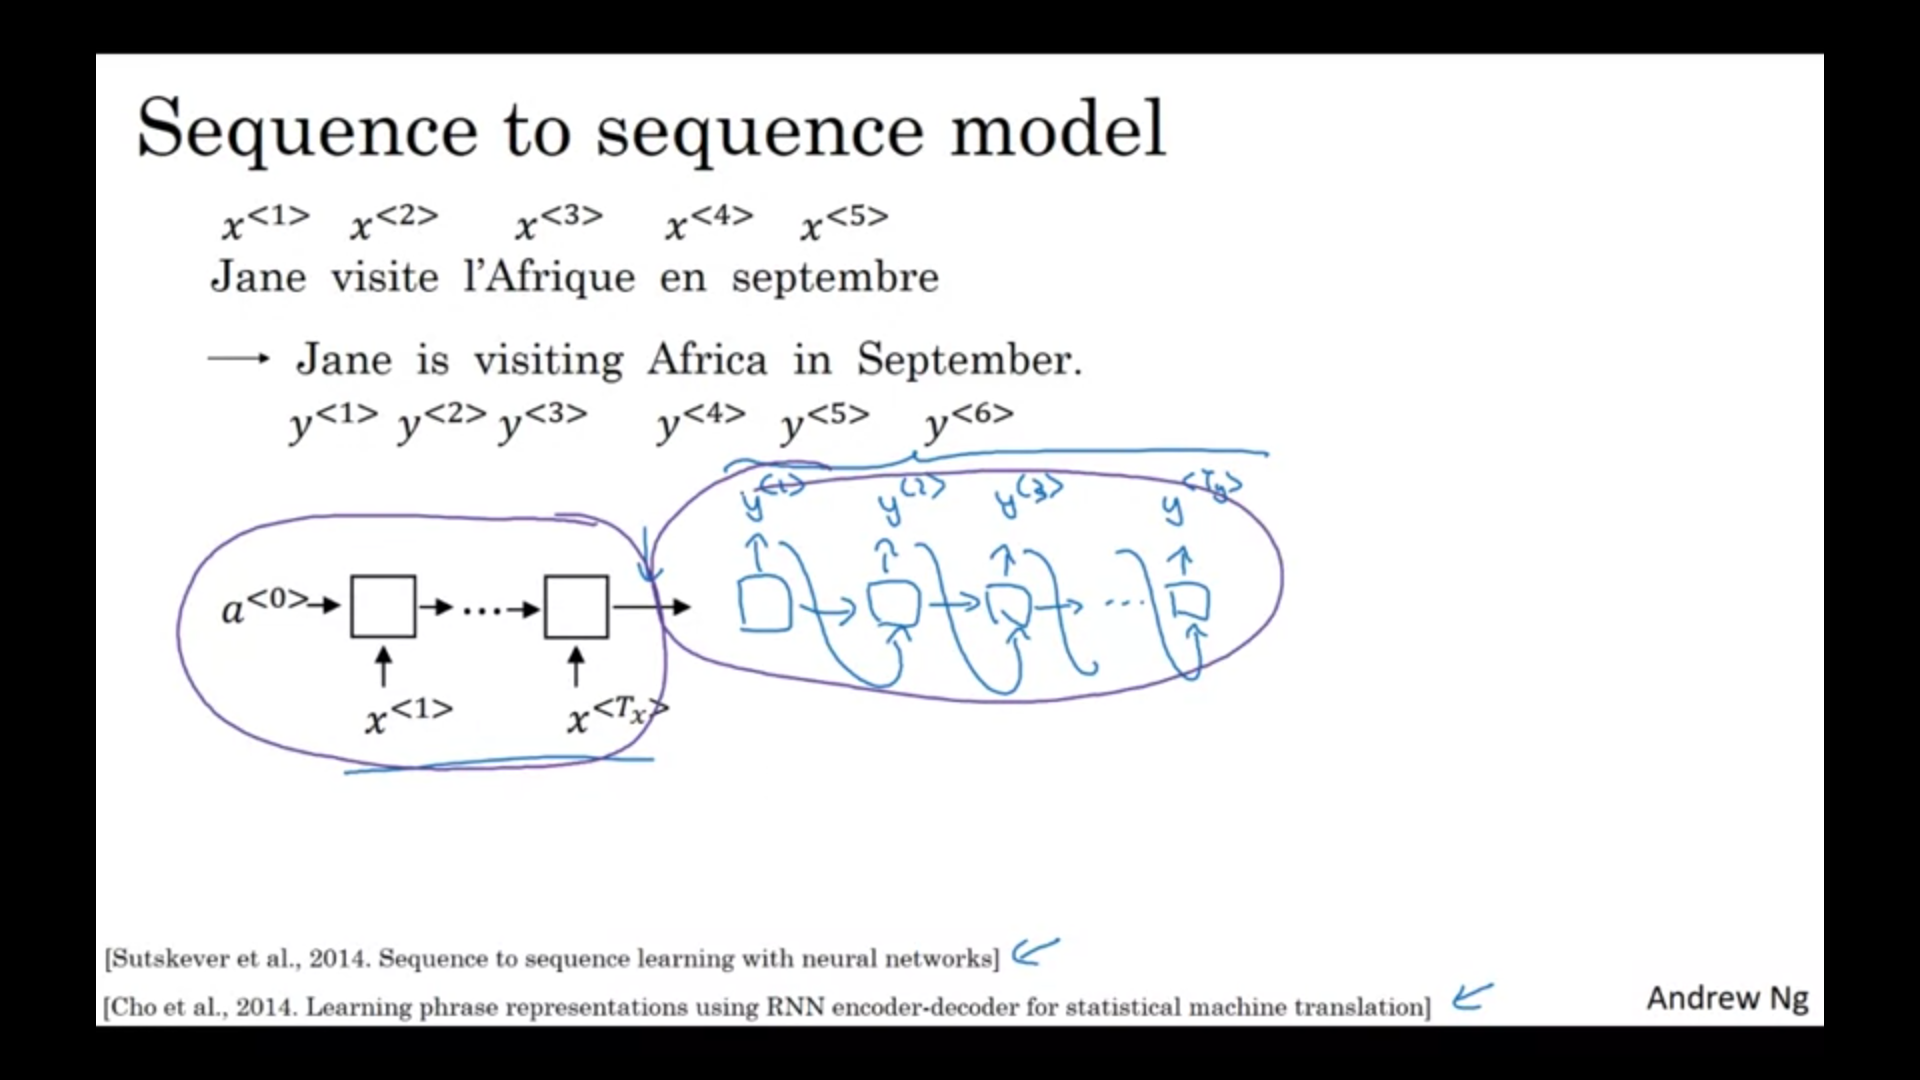 Sequence to sequence model
x<1> x<2> x<3> x<4> x<5>
Jane visite l'Afrique en septembre
→ Jane is visiting Africa in September.
y<1> y<2> y<3> y<4> y<5> y<6>
y<1> y<2> y<3> y<Ty>
a<0> → → ... → → → → → ...
x<1> x<Tx>
[Sutskever et al., 2014. Sequence to sequence learning with neural networks]
[Cho et al., 2014. Learning phrase representations using RNN encoder-decoder for statistical machine translation]
Andrew Ng